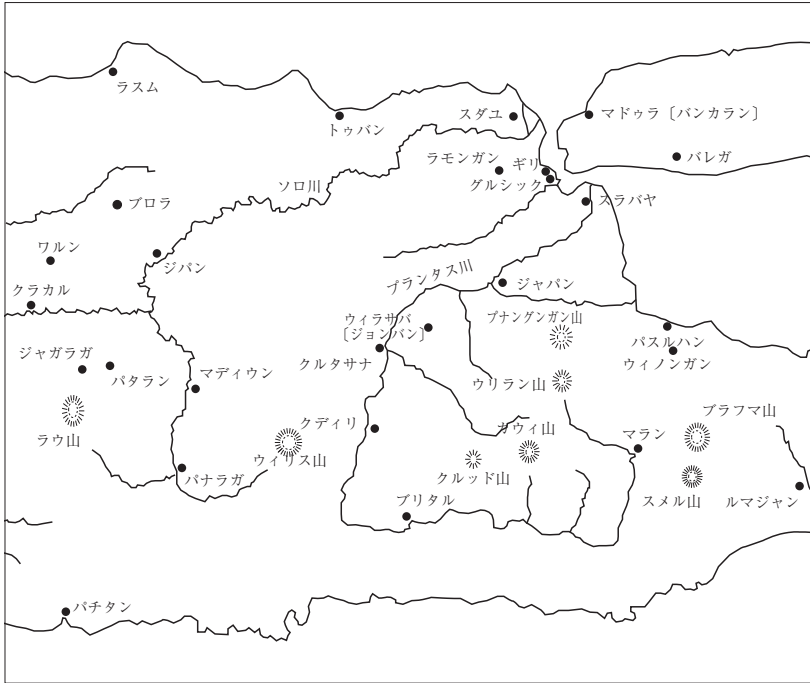 ラスム
トゥバン
スダユ
マドゥラ〔バンカラン〕
ラモンガン
ギリ
バレガ
グルシック
ソロ川
スラバヤ
ブロラ
ワルン
ジパン
ブランタス川
ジャパン
クラカル
ウィラサバ
〔ジョンバン〕
プナングンガン山
パスルハン
ウィノンガン
ジャガラガ
パタラン
クルタサナ
マディウン
ウリラン山
ラウ山
クディリ
カウィ山
マラン
ブラフマ山
ウィリス山
パナラガ
クルッド山
スメル山
ルマジャン
ブリタル
パチタン